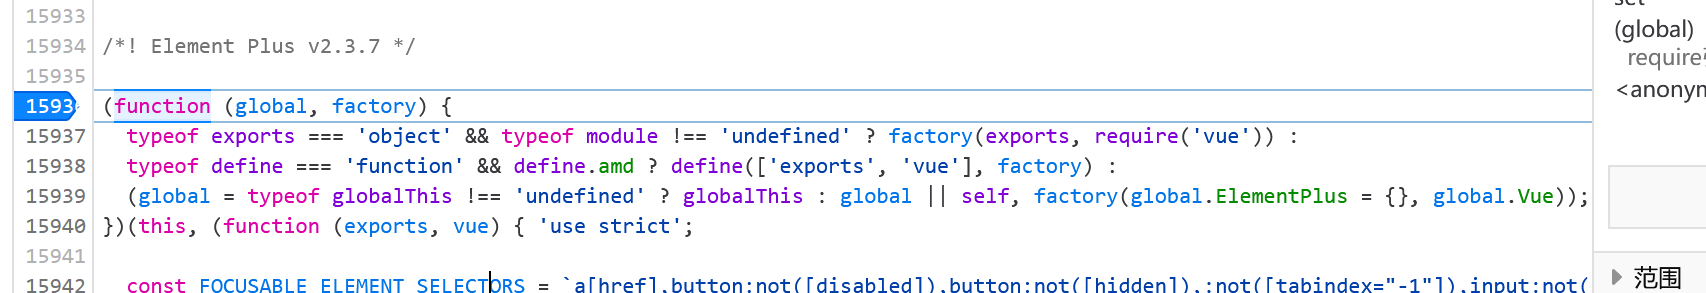 set
15933
15934 /*! Element Plus v2.3.7 */
(global)
require
15935
<anonym
1593
(function (global, factory) {
15937 typeof exports === 'object' && typeof module !== 'undefined' ? factory(exports, require('vue')) :
15938 typeof define === 'function' && define.amd ? define(['exports', 'vue'], factory) :
15939 (global = typeof globalThis !== 'undefined' ? globalThis : global || self, factory(global.ElementPlus = {}, global.Vue));
15940 })(this, (function (exports, vue) { 'use strict';
15941
15942 const FOCUSABLE_ELEMENT_SELECTORS = `a[href],button:not([disabled]),button:not([hidden]),:not([tabindex="-1"]),input:not(
范围